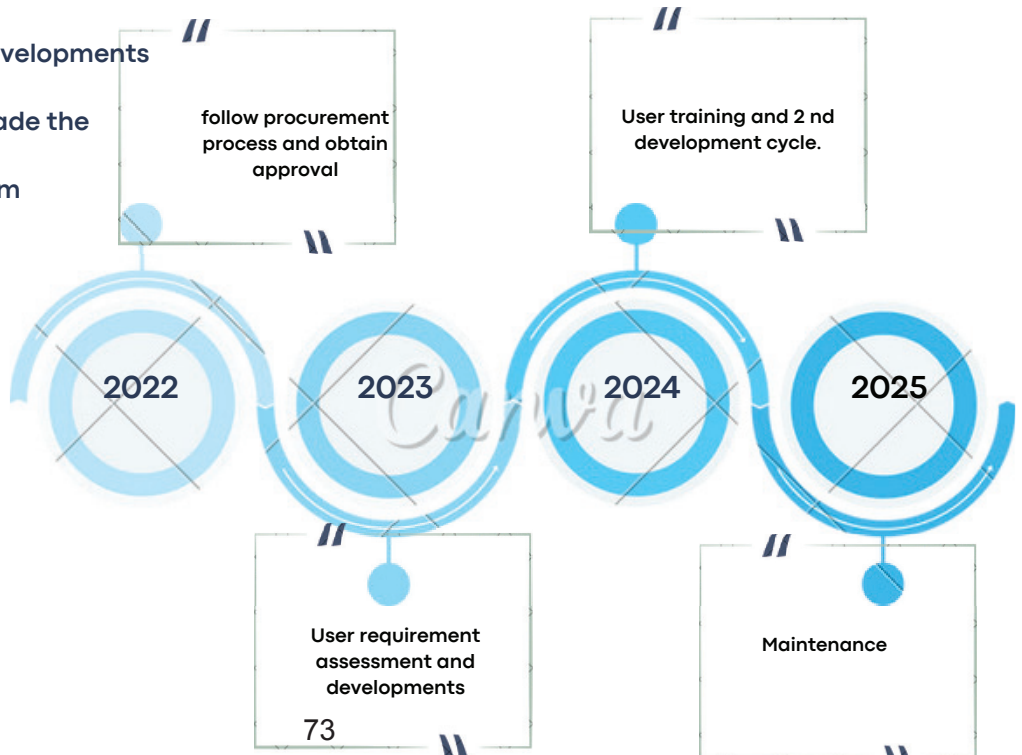 velopments
ade the
m
follow procurement
process and obtain
approval
User training and 2 nd
development cycle.
2022
2023
2024
2025
Canva
User requirement
assessment and
developments
Maintenance
73